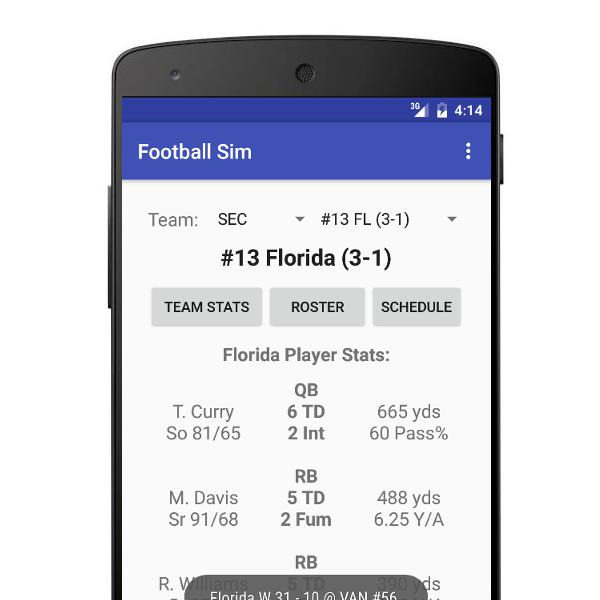 3G 4:14
Football Sim
Team: SEC #13 FL (3-1)
#13 Florida (3-1)
TEAM STATS ROSTER SCHEDULE
Florida Player Stats:
QB
T. Curry 6 TD 665 yds
So 81/65 2 Int 60 Pass%
RB
M. Davis 5 TD 488 yds
Sr 91/68 2 Fum 6.25 Y/A
RB
R. Williams 5 TD 390 yds
Florida W 31 - 10 @ VAN #56